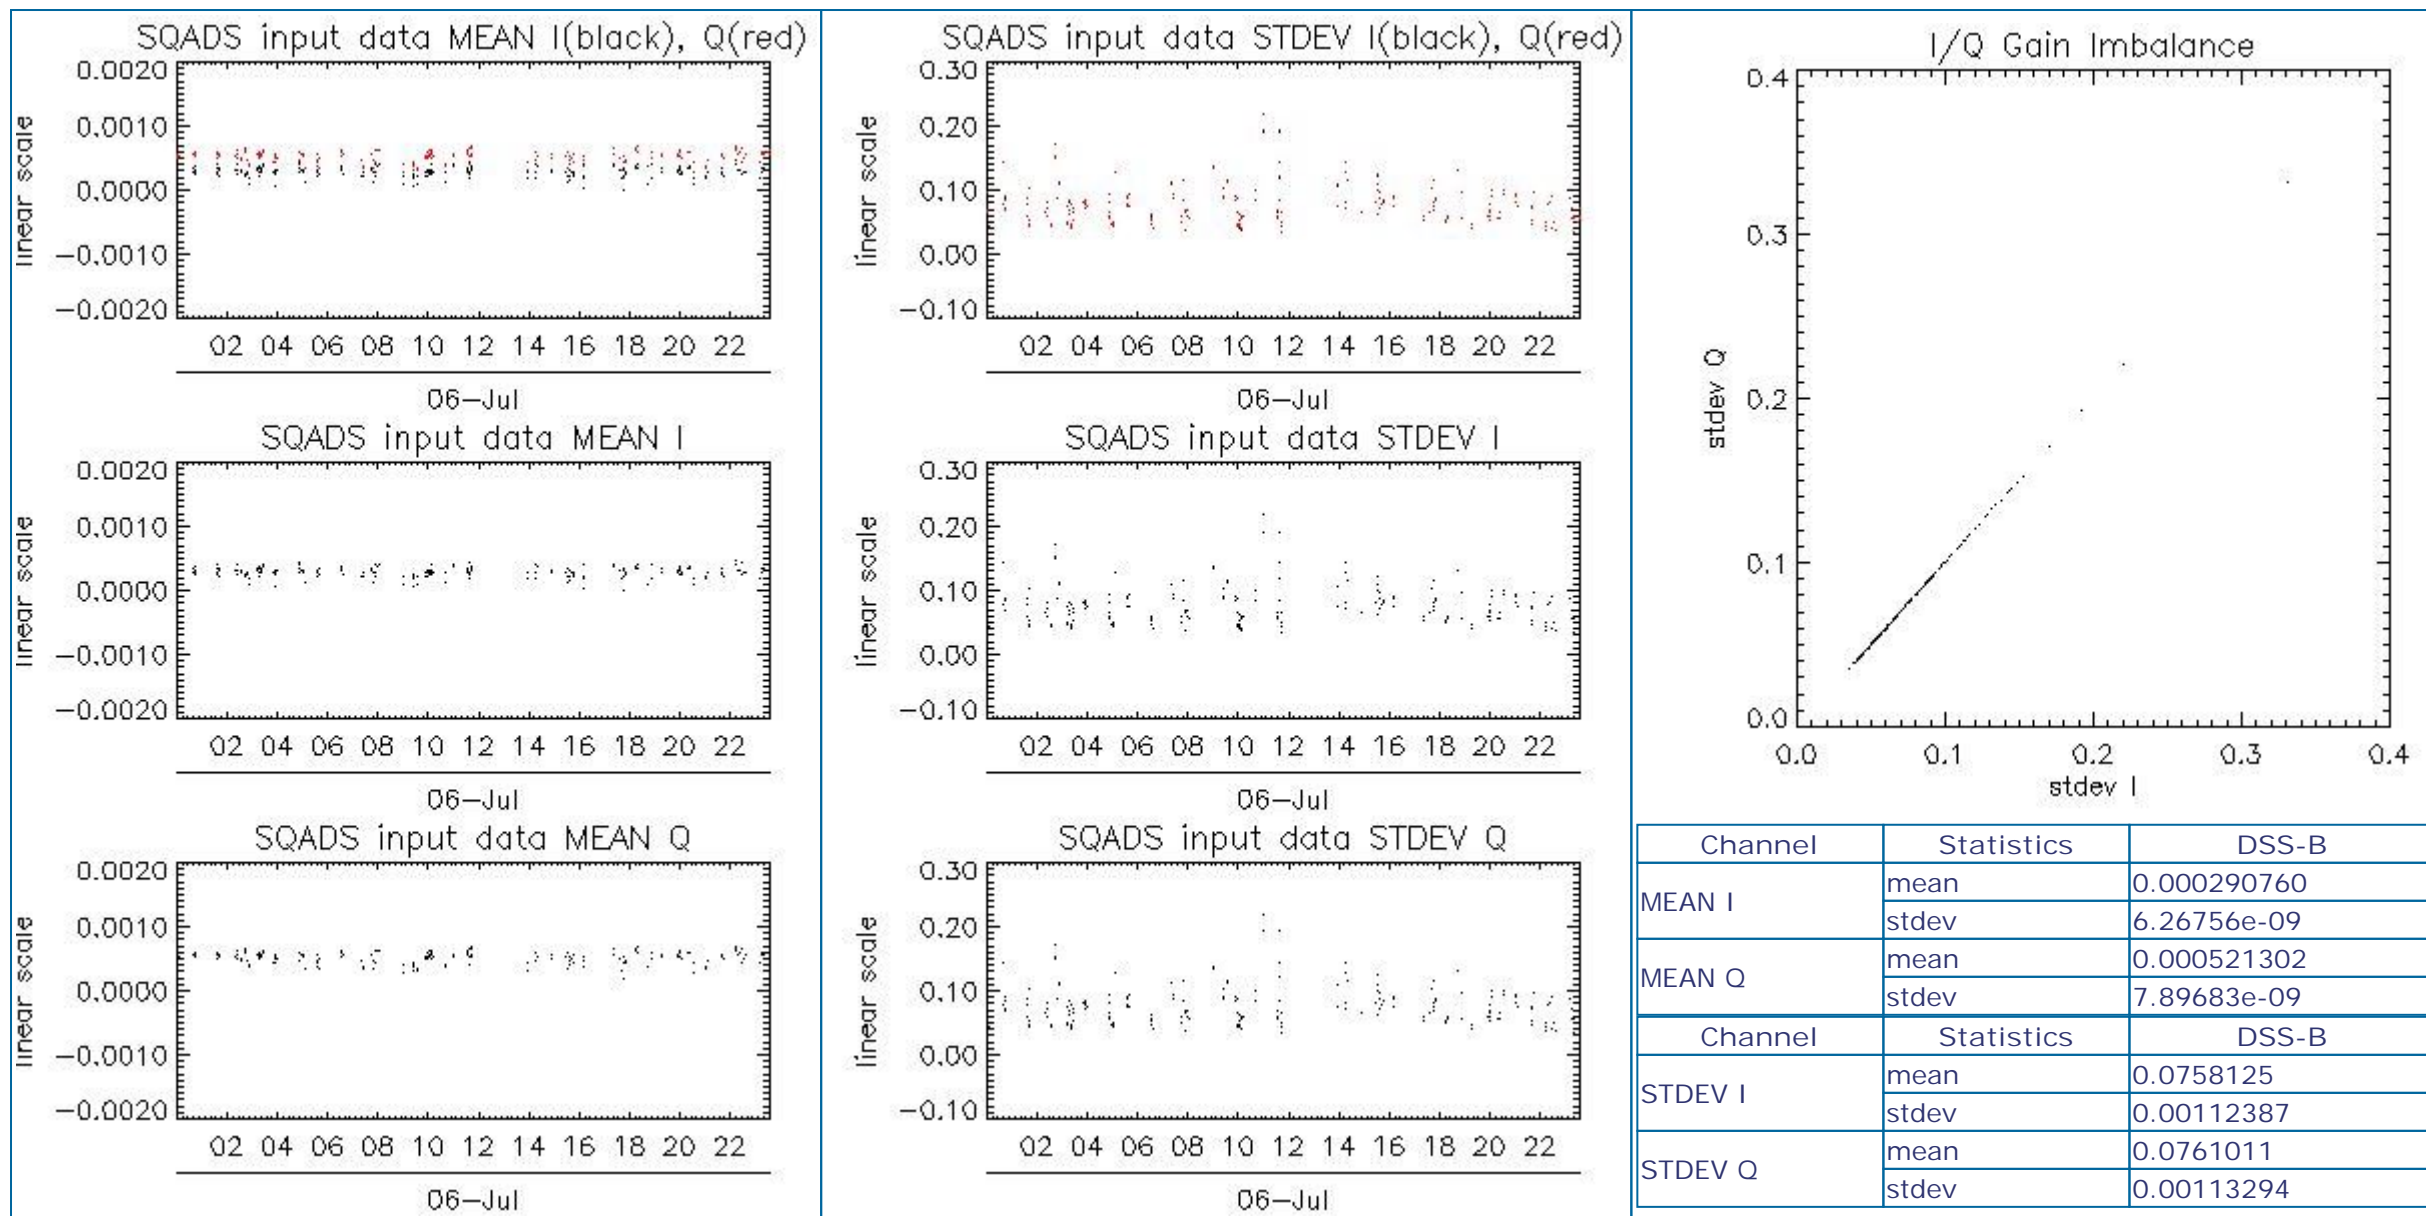 SQADS input data MEAN I(black), Q(red)
0.0020
0.0010
0.0000
−0.0010
−0.0020
linear scale
02 04 06 08 10 12 14 16 18 20 22
06−Jul
SQADS input data MEAN I
0.0020
0.0010
0.0000
−0.0010
−0.0020
linear scale
02 04 06 08 10 12 14 16 18 20 22
06−Jul
SQADS input data MEAN Q
0.0020
0.0010
0.0000
−0.0010
−0.0020
linear scale
02 04 06 08 10 12 14 16 18 20 22
06−Jul
SQADS input data STDEV I(black), Q(red)
0.30
0.20
0.10
0.00
−0.10
linear scale
02 04 06 08 10 12 14 16 18 20 22
06−Jul
SQADS input data STDEV I
0.30
0.20
0.10
0.00
−0.10
linear scale
02 04 06 08 10 12 14 16 18 20 22
06−Jul
SQADS input data STDEV Q
0.30
0.20
0.10
0.00
−0.10
linear scale
02 04 06 08 10 12 14 16 18 20 22
06−Jul
I/Q Gain Imbalance
0.4
0.3
0.2
0.1
0.0
stdev Q
0.0 0.1 0.2 0.3 0.4
stdev I
Channel Statistics DSS-B
MEAN I mean 0.000290760
stdev 6.26756e-09
MEAN Q mean 0.000521302
stdev 7.89683e-09
Channel Statistics DSS-B
STDEV I mean 0.0758125
stdev 0.00112387
STDEV Q mean 0.0761011
stdev 0.00113294